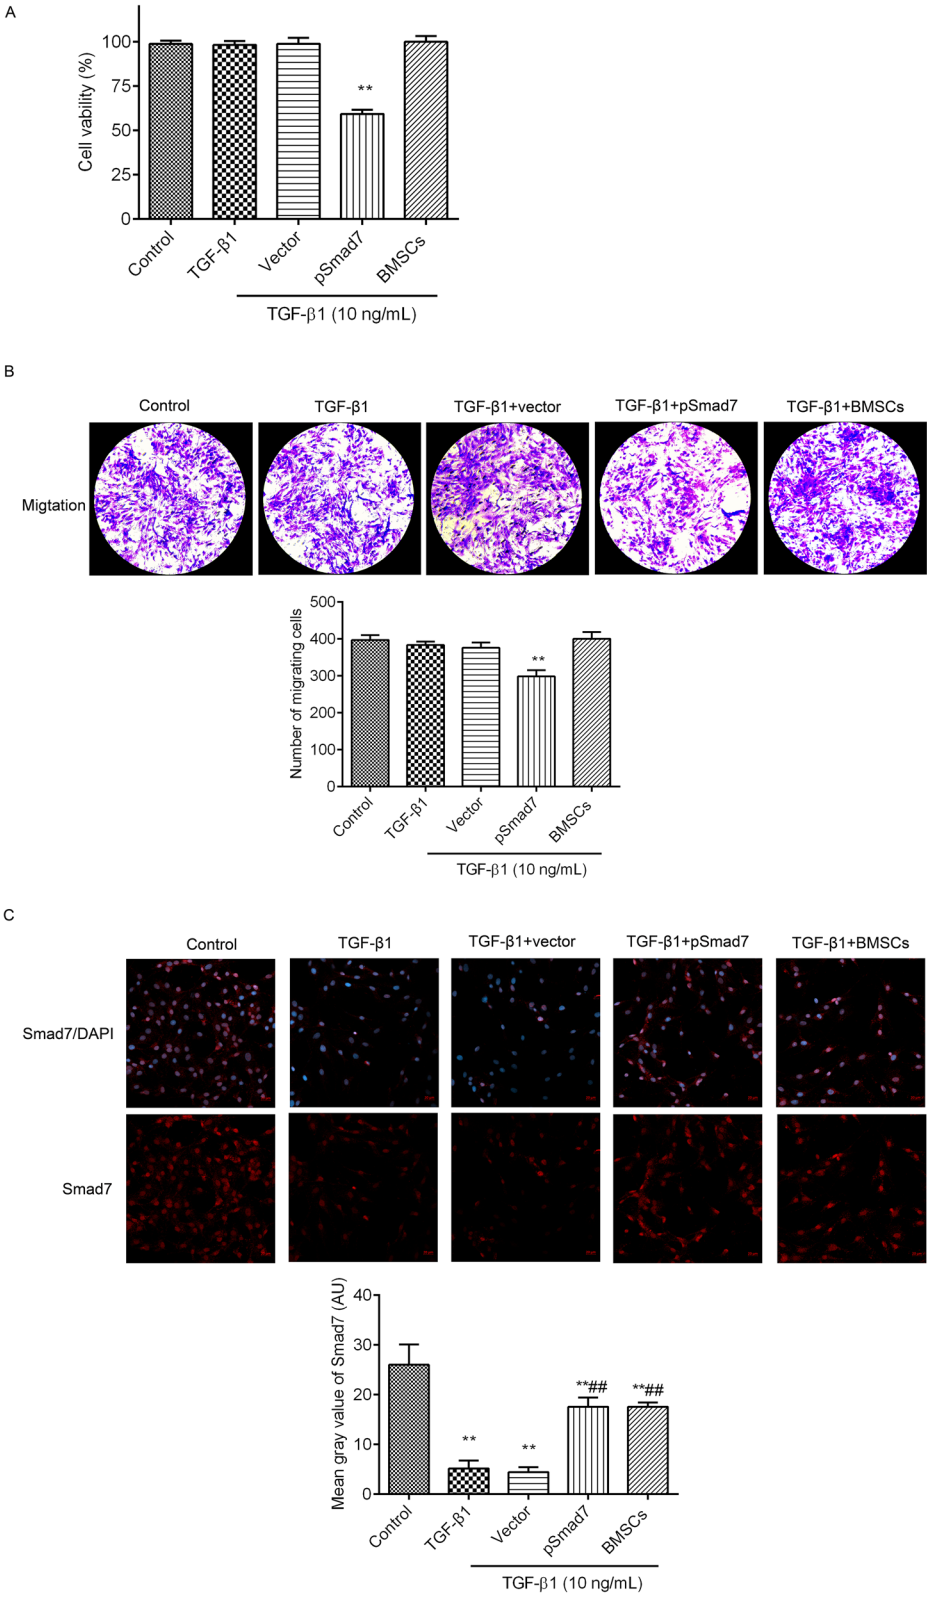 A
Cell vability (%)
100
75
50
25
0
**
Control
TGF-β1
Vector
pSmad7
BMSCs
TGF-β1 (10 ng/mL)
B
Control TGF-β1 TGF-β1+vector TGF-β1+pSmad7 TGF-β1+BMSCs
Migtation
Number of migrating cells
500
400
300
200
100
0
**
Control
TGF-β1
Vector
pSmad7
BMSCs
TGF-β1 (10 ng/mL)
C
Control TGF-β1 TGF-β1+vector TGF-β1+pSmad7 TGF-β1+BMSCs
Smad7/DAPI
Smad7
Mean gray value of Smad7 (AU)
40
30
20
10
0
**
**
**##
**##
Control
TGF-β1
Vector
pSmad7
BMSCs
TGF-β1 (10 ng/mL)